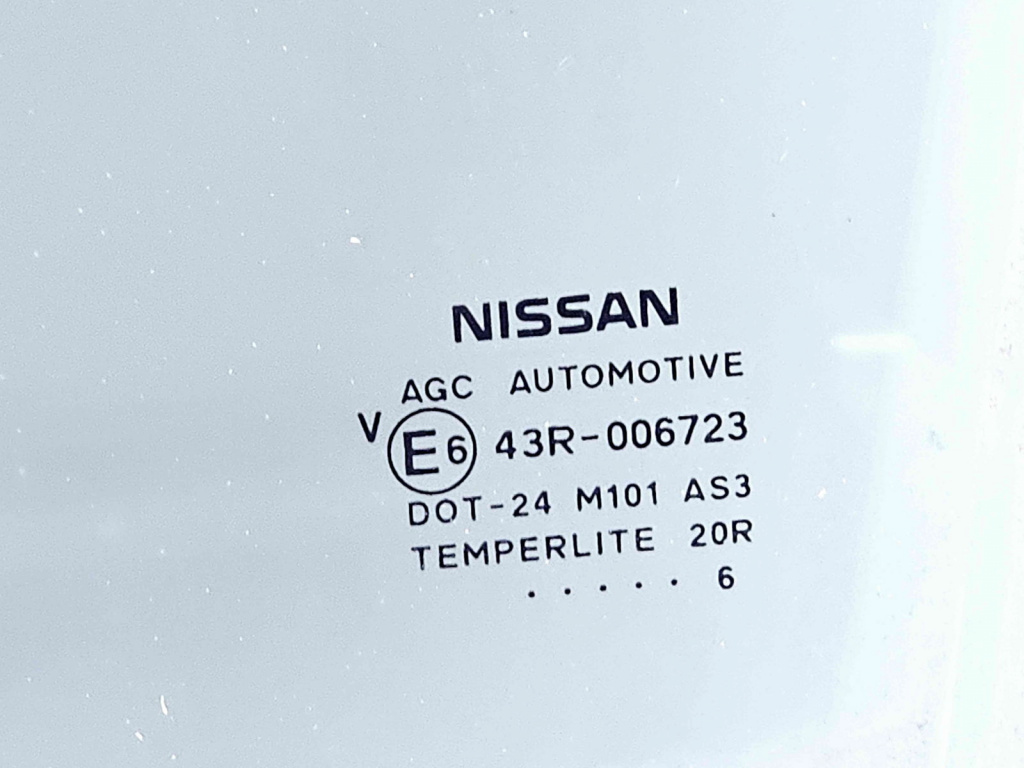 NISSAN
AGC AUTOMOTIVE
V E6 43R-006723
DOT-24 M101 AS3
TEMPERLITE 20R
. . . . . 6